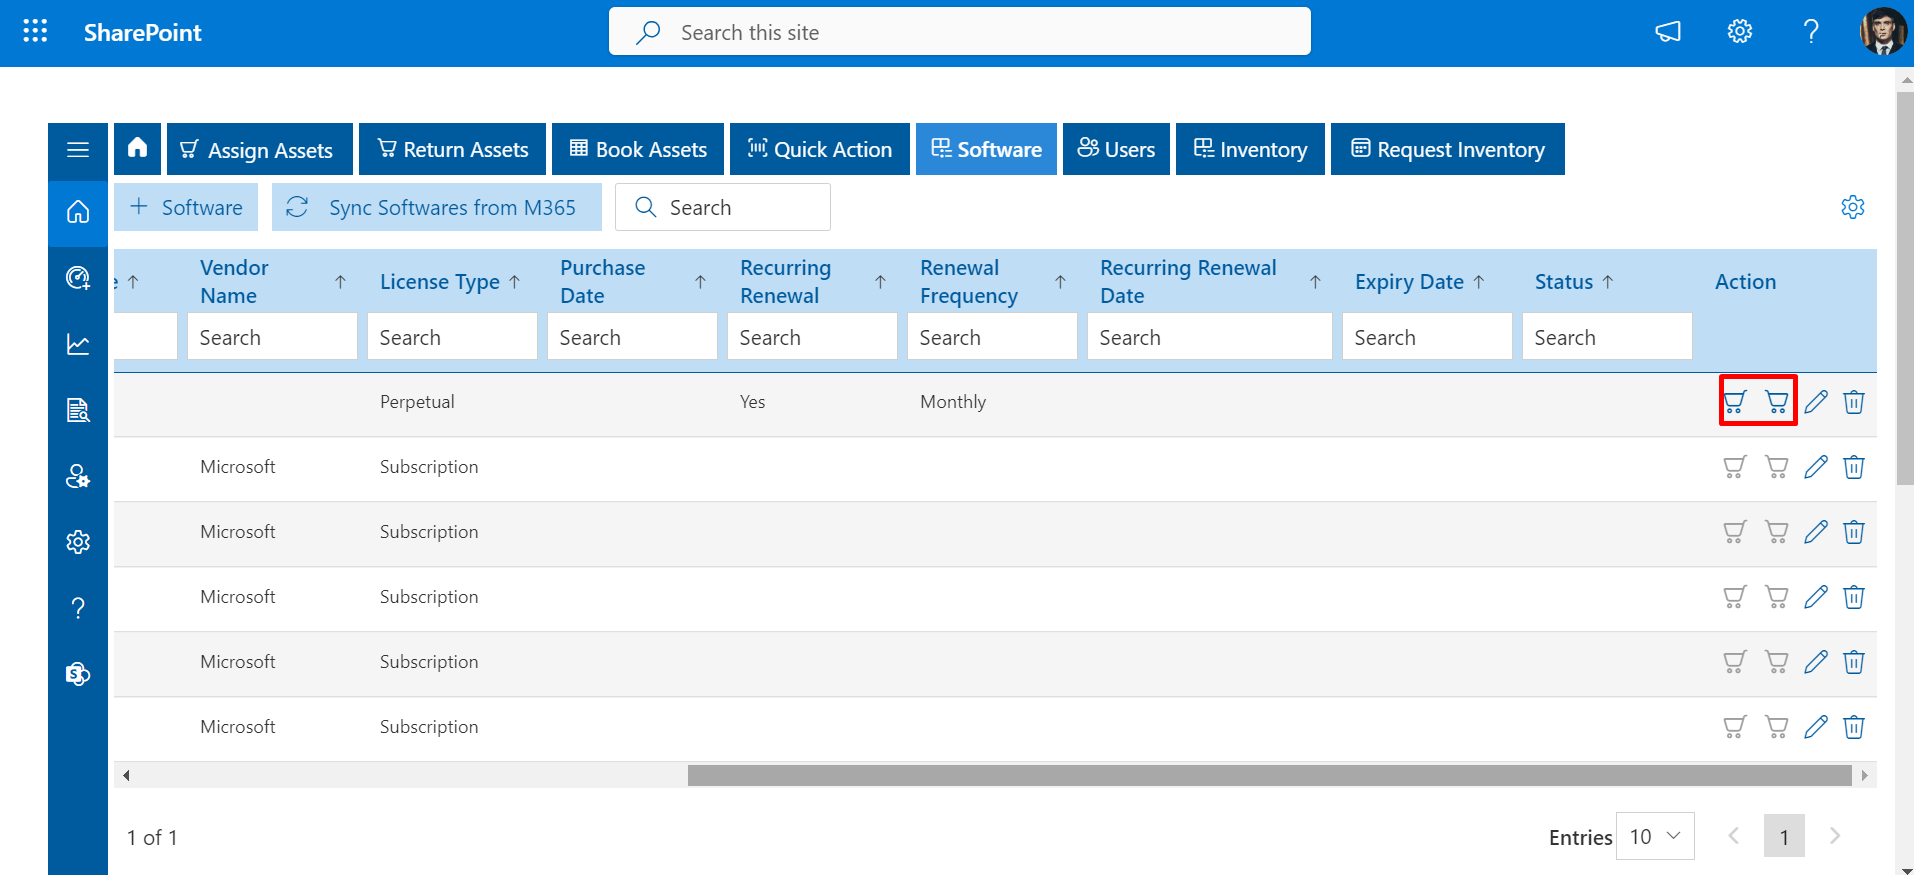 SharePoint
Search this site
Assign Assets
Return Assets
Book Assets
Quick Action
Software
Users
Inventory
Request Inventory
+ Software
Sync Softwares from M365
Search
e ↑
Vendor Name ↑
License Type ↑
Purchase Date ↑
Recurring Renewal ↑
Renewal Frequency ↑
Recurring Renewal Date ↑
Expiry Date ↑
Status ↑
Action
Search
Search
Search
Search
Search
Search
Search
Search
Perpetual Yes Monthly
Microsoft Subscription
Microsoft Subscription
Microsoft Subscription
Microsoft Subscription
Microsoft Subscription
1 of 1
Entries 10
1